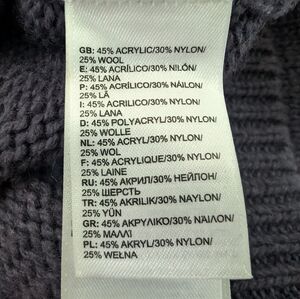 GB: 45% ACRYLIC/30% NYLON/
25% WOOL
E: 45% ACRÍLICO/30% NILÓN/
25% LANA
P: 45% ACRÍLICO/30% NÁILON/
25% LÃ
I: 45% ACRILICO/30% NYLON/
25% LANA
D: 45% POLYACRYL/30% NYLON/
25% WOLLE
NL: 45% ACRYL/30% NYLON/
25% WOL
F: 45% ACRYLIQUE/30% NYLON/
25% LAINE
RU: 45% АКРИЛ/30% НЕЙЛОН/
25% ШЕРСТЬ
TR: 45% AKRILIK/30% NAYLON/
25% YÜN
GR: 45% ΑΚΡΥΛΙΚΟ/30% ΝΑΪΛΟΝ/
25% ΜΑΛΛΙ
PL: 45% AKRYL/30% NYLON/
25% WEŁNA